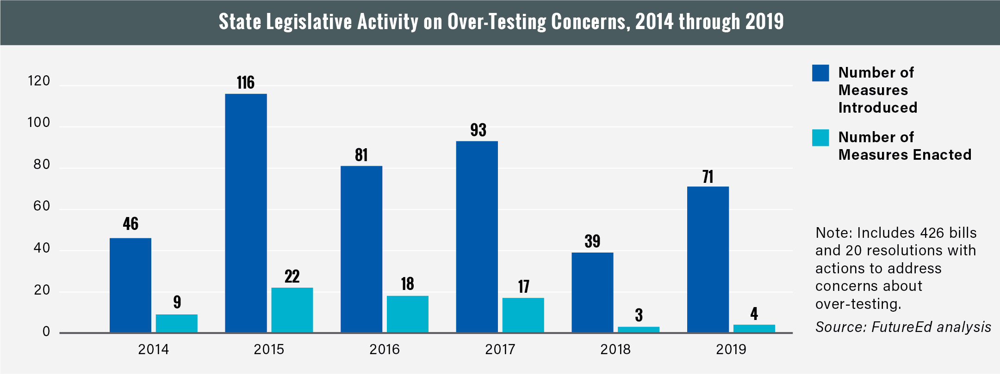 State Legislative Activity on Over-Testing Concerns, 2014 through 2019
120
100
80
60
40
20
0
46
9
116
22
81
18
93
17
39
3
71
4
2014
2015
2016
2017
2018
2019
Number of
Measures
Introduced
Number of
Measures Enacted
Note: Includes 426 bills
and 20 resolutions with
actions to address
concerns about
over-testing.
Source: FutureEd analysis